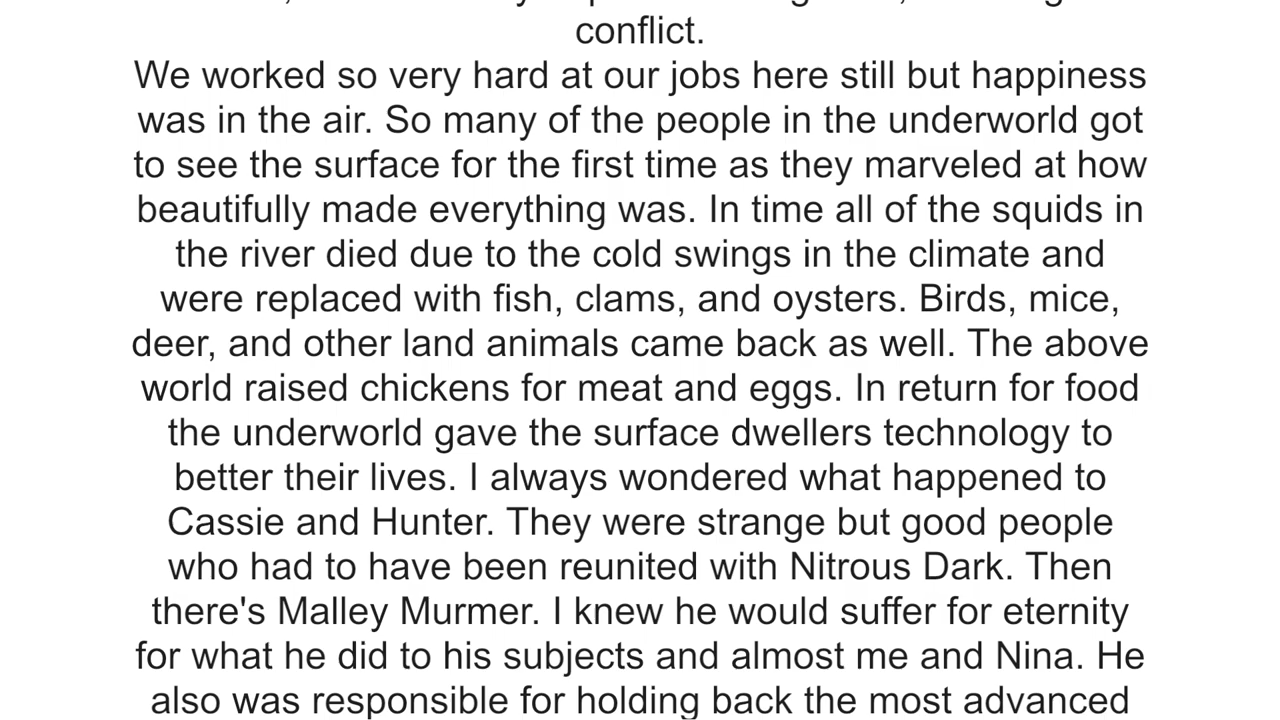 conflict.
We worked so very hard at our jobs here still but happiness
was in the air. So many of the people in the underworld got
to see the surface for the first time as they marveled at how
beautifully made everything was. In time all of the squids in
the river died due to the cold swings in the climate and
were replaced with fish, clams, and oysters. Birds, mice,
deer, and other land animals came back as well. The above
world raised chickens for meat and eggs. In return for food
the underworld gave the surface dwellers technology to
better their lives. I always wondered what happened to
Cassie and Hunter. They were strange but good people
who had to have been reunited with Nitrous Dark. Then
there's Malley Murmer. I knew he would suffer for eternity
for what he did to his subjects and almost me and Nina. He
also was responsible for holding back the most advanced